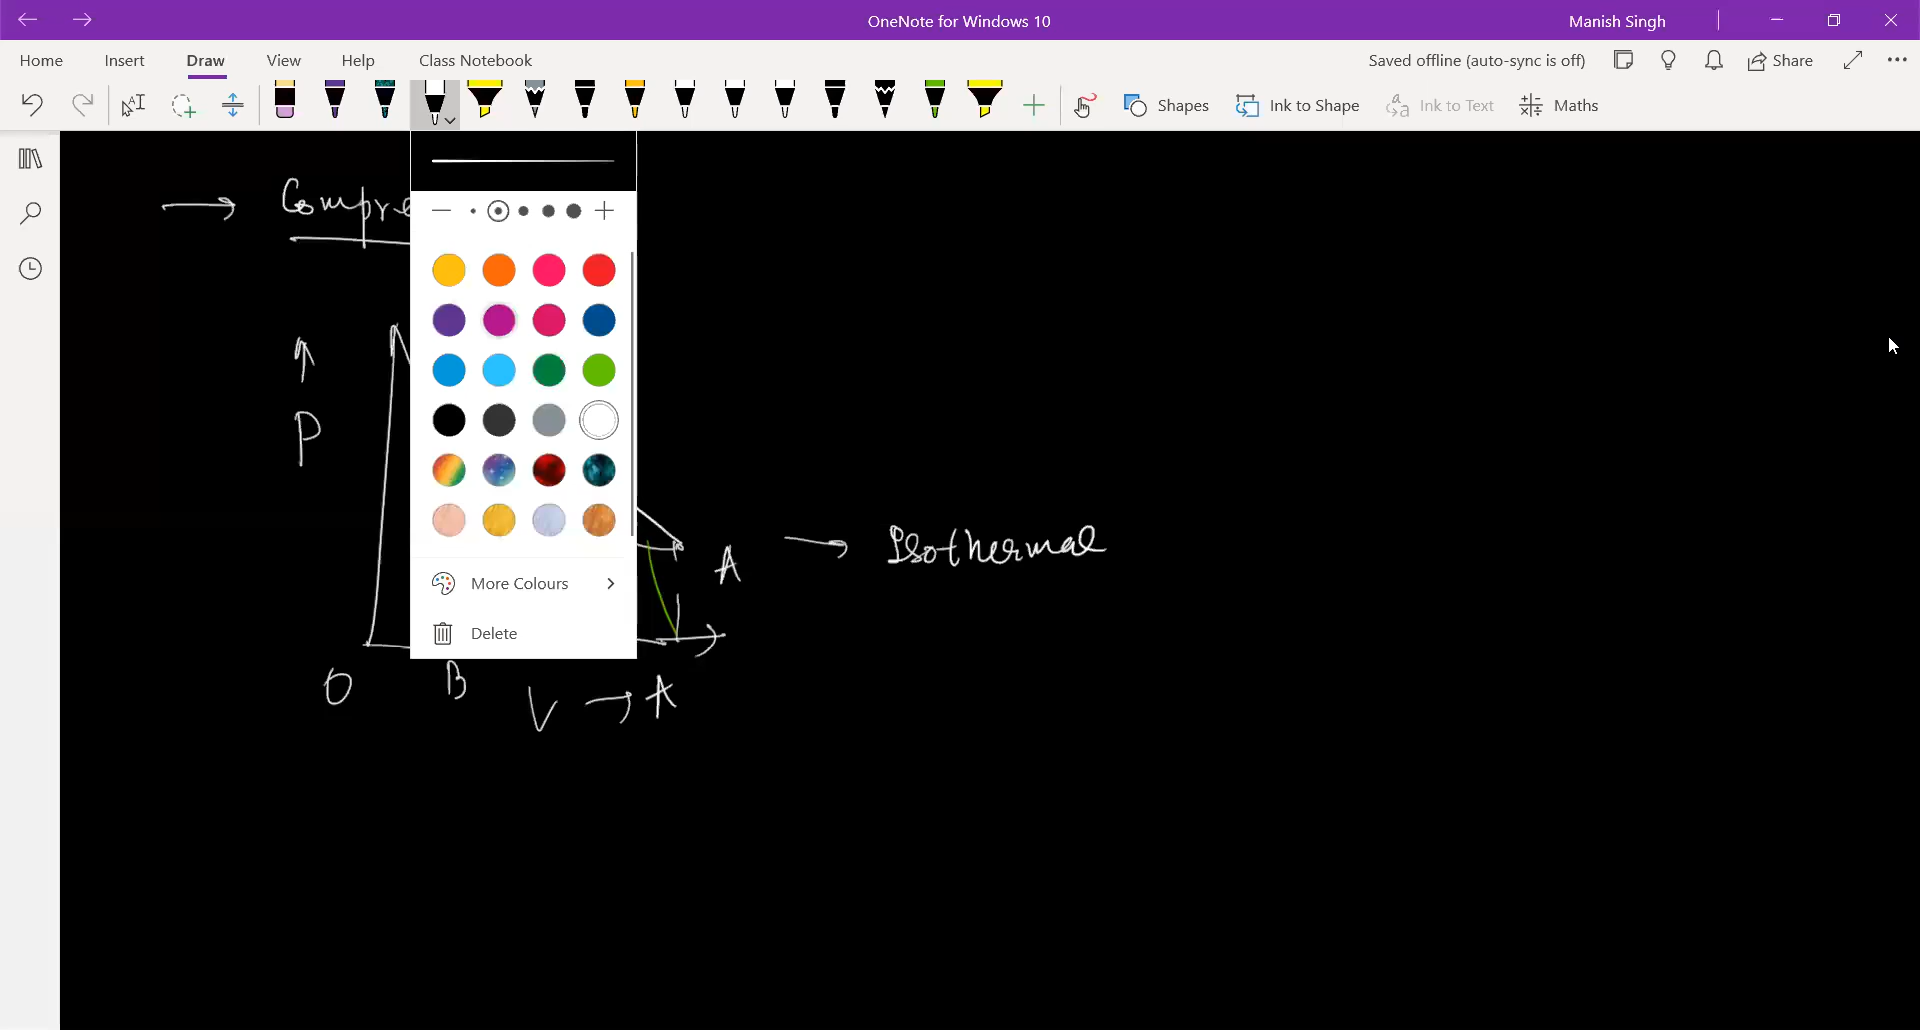 OneNote for Windows 10
Manish Singh
Home Insert Draw View Help Class Notebook
Saved offline (auto-sync is off) Share
Shapes Ink to Shape Ink to Text Maths
→ Compre
P
A → Isothermal
More Colours
Delete
O B
V → A